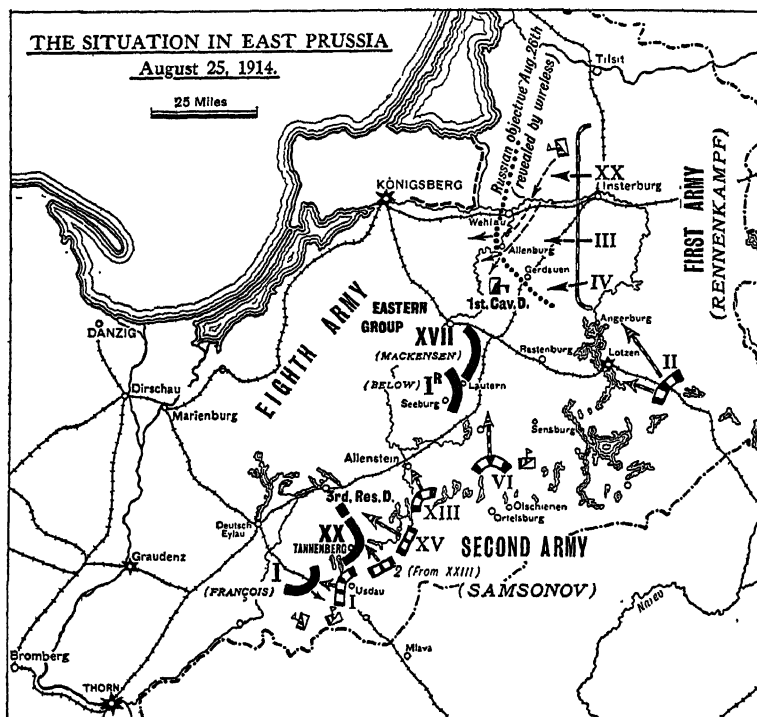 THE SITUATION IN EAST PRUSSIA
August 25, 1914.
25 Miles
Tilsit
Russian objective Aug. 26th
revealed by wireless
XX
Insterburg
KÖNIGSBERG
Wehlau
III
Allenburg
FIRST ARMY
(RENNENKAMPF)
Gerdauen
IV
1st. Cav. D.
EASTERN
GROUP
XVII
(MACKENSEN)
EIGHTH ARMY
Angerburg
DANZIG
Rastenburg
Lotzen
II
(BELOW)
Iᴿ
Lautern
Seeburg
Dirschau
Marienburg
Sensburg
Allenstein
VI
3rd. Res. D.
XIII
Olschienen
Ortelsburg
Deutsch
Eylau
XX
TANNENBERG
XV
SECOND ARMY
(SAMSONOV)
2 (From XXIII)
Graudenz
I
(FRANÇOIS)
Usdau
I
Narev
Mlava
Bromberg
THORN